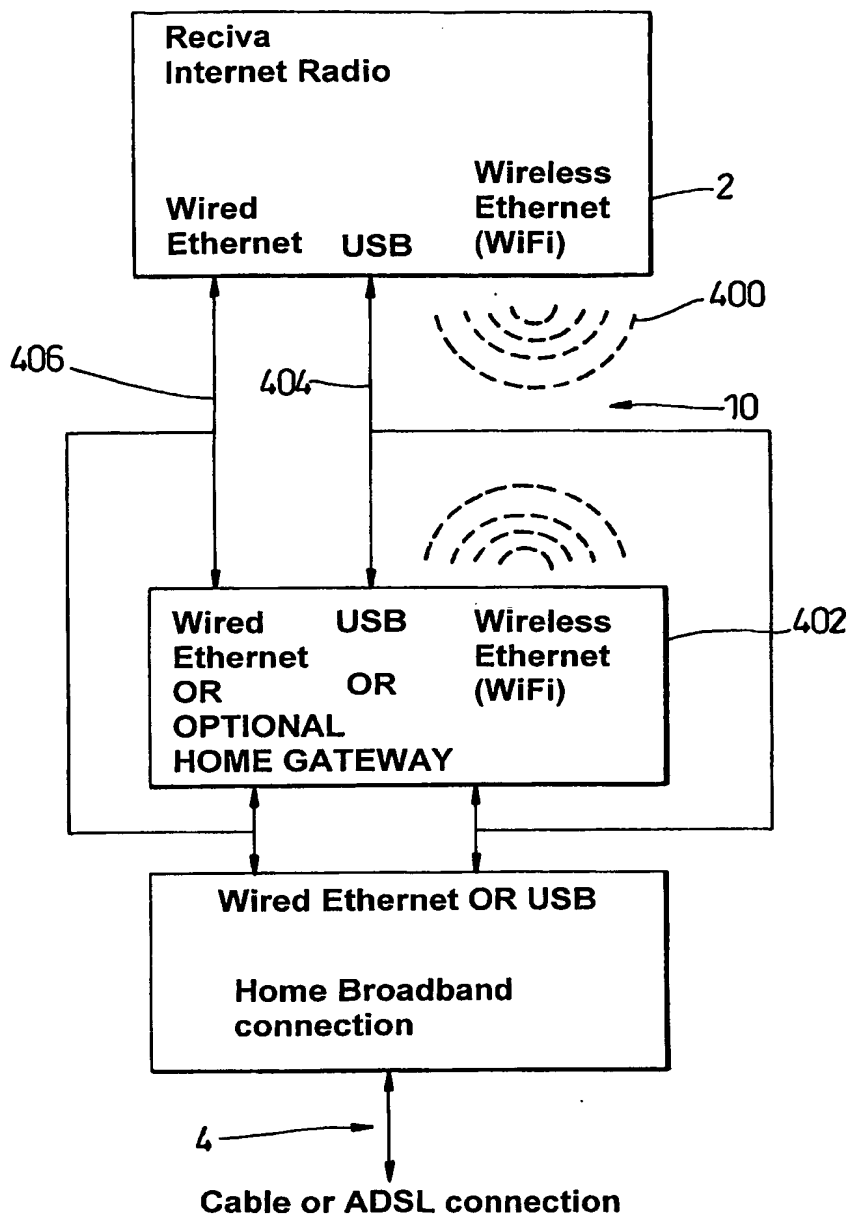 Reciva
Internet Radio
Wired
Ethernet
USB
Wireless
Ethernet
(WiFi)
2
400
406
404
10
Wired
Ethernet
OR
OPTIONAL
HOME GATEWAY
USB
OR
Wireless
Ethernet
(WiFi)
402
Wired Ethernet OR USB
Home Broadband
connection
4
Cable or ADSL connection